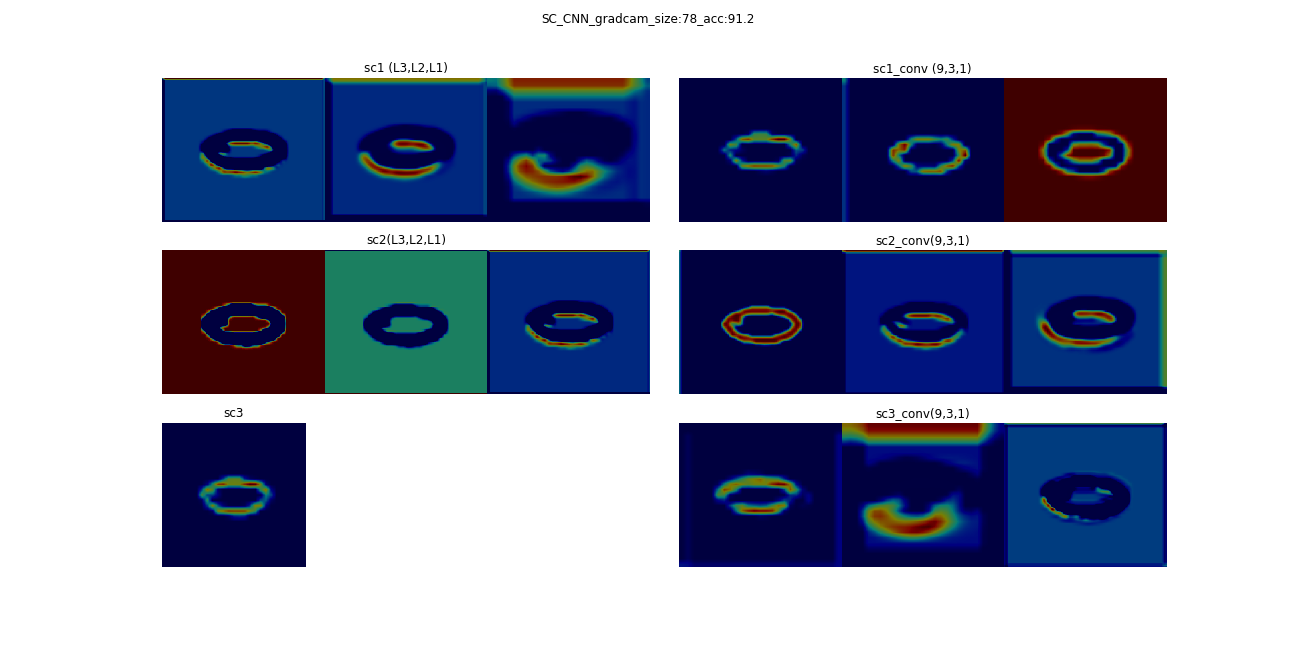 SC_CNN_gradcam_size:78_acc:91.2
sc1 (L3,L2,L1)
sc1_conv (9,3,1)
sc2(L3,L2,L1)
sc2_conv(9,3,1)
sc3
sc3_conv(9,3,1)